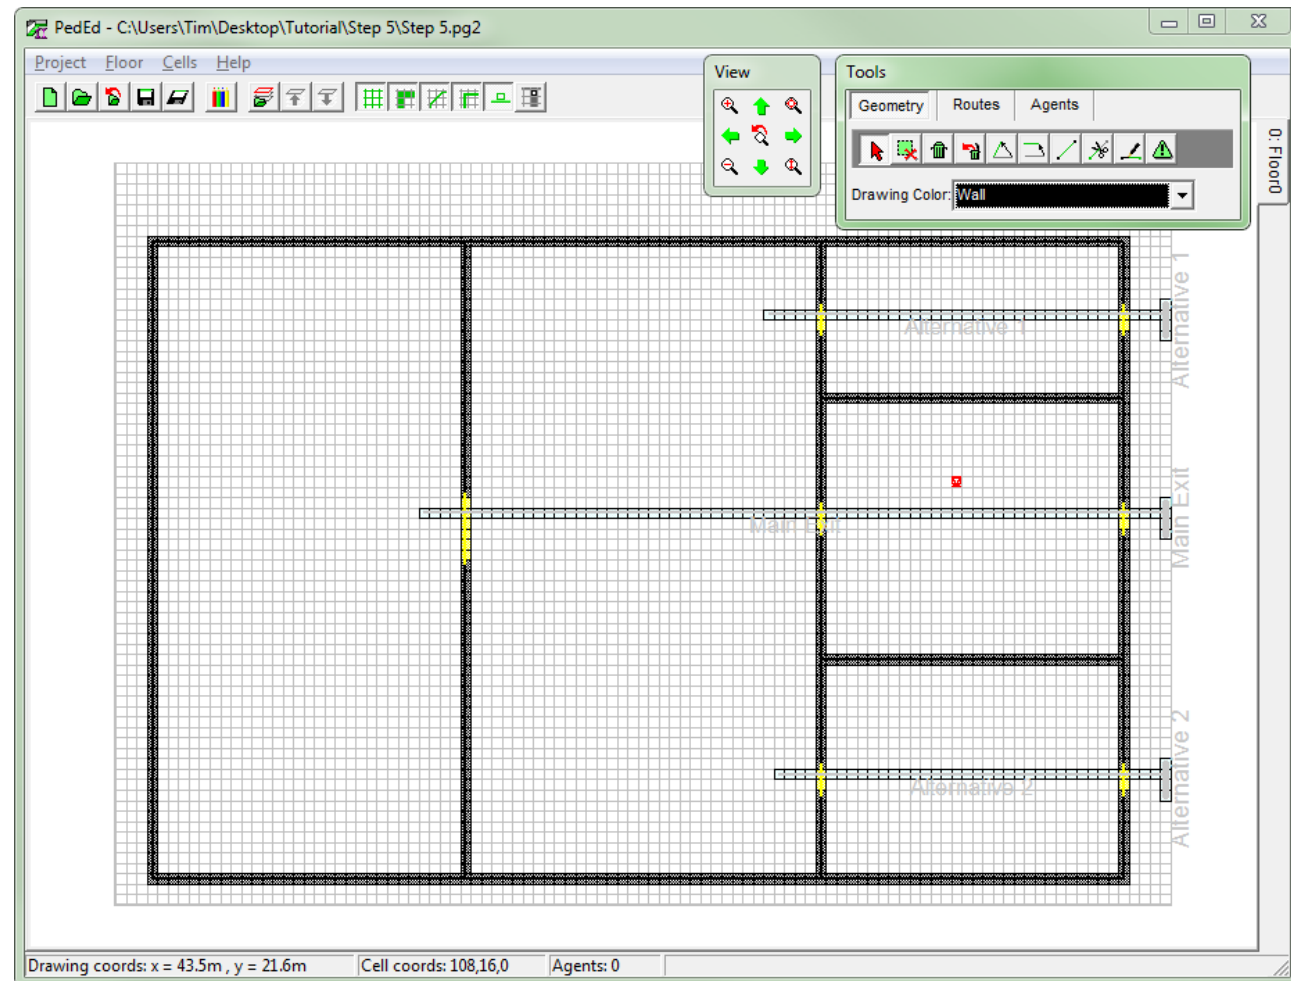 PedEd - C:\Users\Tim\Desktop\Tutorial\Step 5\Step 5.pg2
Project Floor Cells Help
View
Tools
Geometry Routes Agents
Drawing Color: Wall
0: Floor0
Alternative 1
Alternative 1
Main Exit
Main Exit
Alternative 2
Alternative 2
Drawing coords: x = 43.5m , y = 21.6m
Cell coords: 108,16,0
Agents: 0